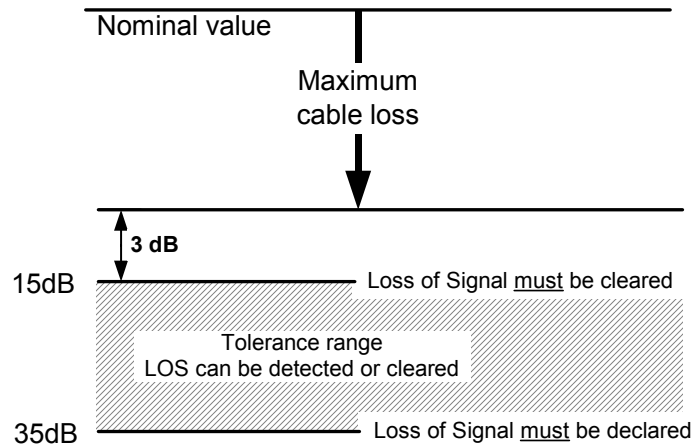 Nominal value
Maximum
cable loss
3 dB
15dB
Loss of Signal must be cleared
Tolerance range
LOS can be detected or cleared
35dB
Loss of Signal must be declared